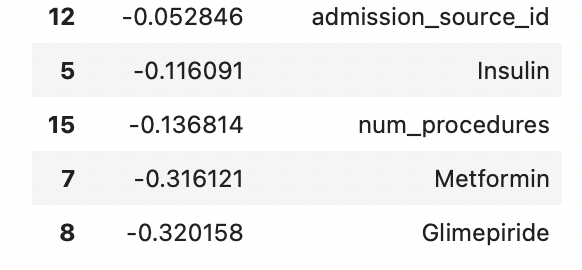 12 -0.052846 admission_source_id
5 -0.116091 Insulin
15 -0.136814 num_procedures
7 -0.316121 Metformin
8 -0.320158 Glimepiride